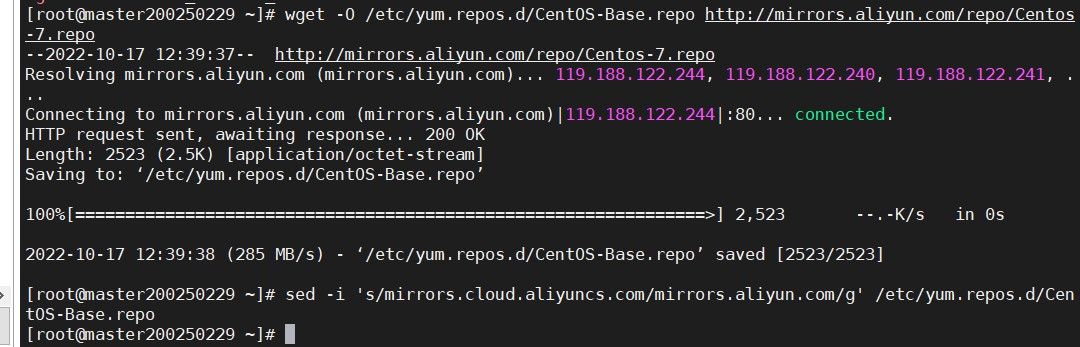 [root@master200250229 ~]# wget -O /etc/yum.repos.d/CentOS-Base.repo http://mirrors.aliyun.com/repo/Centos
-7.repo
--2022-10-17 12:39:37--  http://mirrors.aliyun.com/repo/Centos-7.repo
Resolving mirrors.aliyun.com (mirrors.aliyun.com)... 119.188.122.244, 119.188.122.240, 119.188.122.241, .
..
Connecting to mirrors.aliyun.com (mirrors.aliyun.com)|119.188.122.244|:80... connected.
HTTP request sent, awaiting response... 200 OK
Length: 2523 (2.5K) [application/octet-stream]
Saving to: ‘/etc/yum.repos.d/CentOS-Base.repo’
100%[===============================================================>] 2,523       --.-K/s   in 0s
2022-10-17 12:39:38 (285 MB/s) - ‘/etc/yum.repos.d/CentOS-Base.repo’ saved [2523/2523]
[root@master200250229 ~]# sed -i 's/mirrors.cloud.aliyuncs.com/mirrors.aliyun.com/g' /etc/yum.repos.d/Cen
tOS-Base.repo
[root@master200250229 ~]#